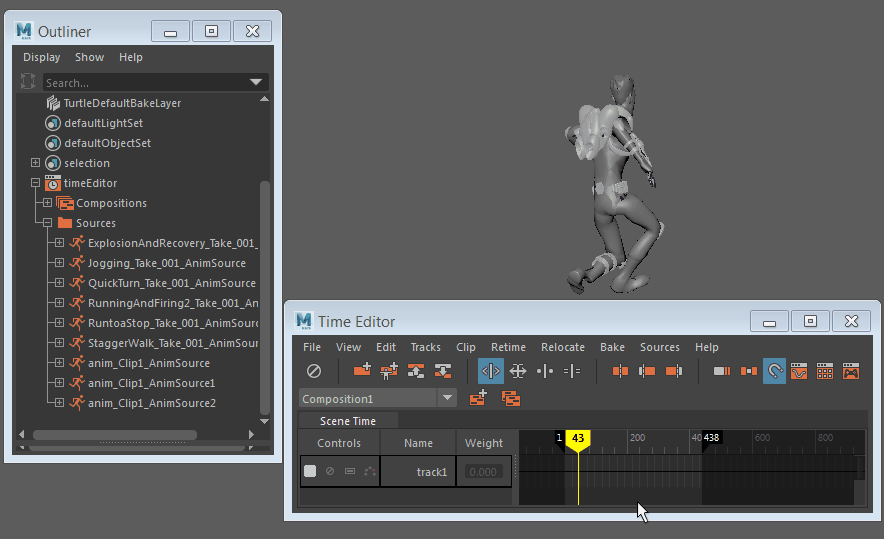 Outliner
Display Show Help
Search...
TurtleDefaultBakeLayer
defaultLightSet
defaultObjectSet
selection
timeEditor
Compositions
Sources
ExplosionAndRecovery_Take_001_
Jogging_Take_001_AnimSource
QuickTurn_Take_001_AnimSource
RunningAndFiring2_Take_001_An
RuntoaStop_Take_001_AnimSourc
StaggerWalk_Take_001_AnimSour
anim_Clip1_AnimSource
anim_Clip1_AnimSource1
anim_Clip1_AnimSource2
Time Editor
File View Edit Tracks Clip Retime Relocate Bake Sources Help
Composition1
Scene Time
Controls Name Weight
1 43 200 40 438 600 800
track1 0.000